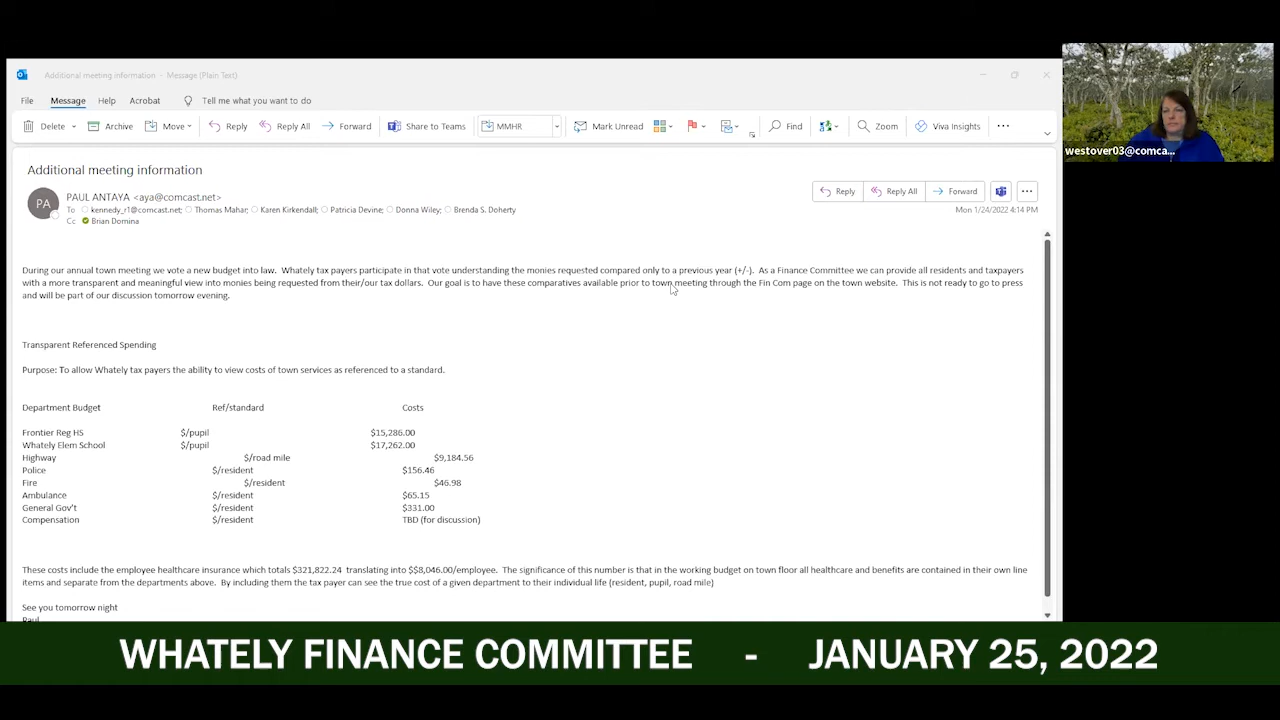 Additional meeting information - Message (Plain Text)
File Message Help Acrobat Tell me what you want to do
Delete Archive Move Reply Reply All Forward Share to Teams MMHR Mark Unread Find Zoom Viva Insights
Additional meeting information
PA PAUL ANTAYA <aya@comcast.net>
Reply Reply All Forward
To kennedy_r1@comcast.net; Thomas Mahar; Karen Kirkendall; Patricia Devine; Donna Wiley; Brenda S. Doherty
Mon 1/24/2022 4:14 PM
Cc Brian Domina
During our annual town meeting we vote a new budget into law. Whately tax payers participate in that vote understanding the monies requested compared only to a previous year (+/-). As a Finance Committee we can provide all residents and taxpayers
with a more transparent and meaningful view into monies being requested from their/our tax dollars. Our goal is to have these comparatives available prior to town meeting through the Fin Com page on the town website. This is not ready to go to press
and will be part of our discussion tomorrow evening.
Transparent Referenced Spending
Purpose: To allow Whately tax payers the ability to view costs of town services as referenced to a standard.
Department Budget Ref/standard Costs
Frontier Reg HS $/pupil $15,286.00
Whately Elem School $/pupil $17,262.00
Highway $/road mile $9,184.56
Police $/resident $156.46
Fire $/resident $46.98
Ambulance $/resident $65.15
General Gov't $/resident $331.00
Compensation $/resident TBD (for discussion)
These costs include the employee healthcare insurance which totals $321,822.24 translating into $$8,046.00/employee. The significance of this number is that in the working budget on town floor all healthcare and benefits are contained in their own line
items and separate from the departments above. By including them the tax payer can see the true cost of a given department to their individual life (resident, pupil, road mile)
See you tomorrow night
Paul
westover03@comca...
WHATELY FINANCE COMMITTEE - JANUARY 25, 2022